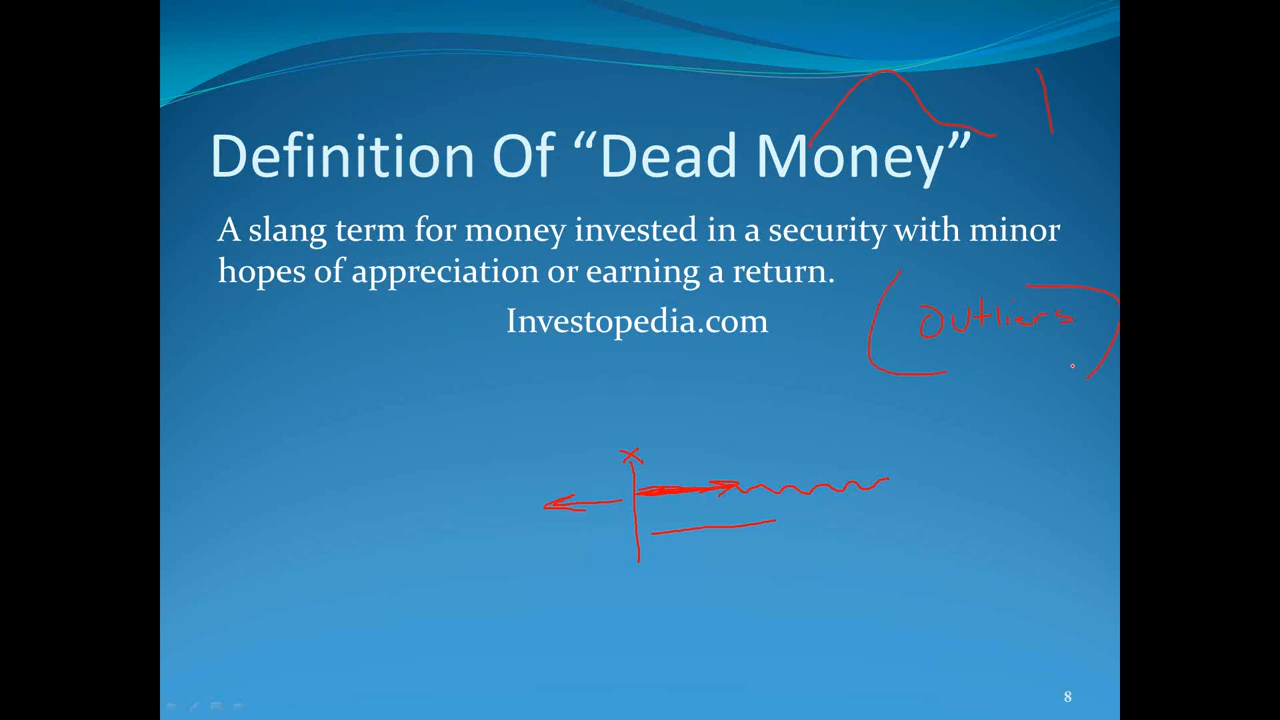 Definition Of “Dead Money”
A slang term for money invested in a security with minor
hopes of appreciation or earning a return.
Investopedia.com
outliers
x
8